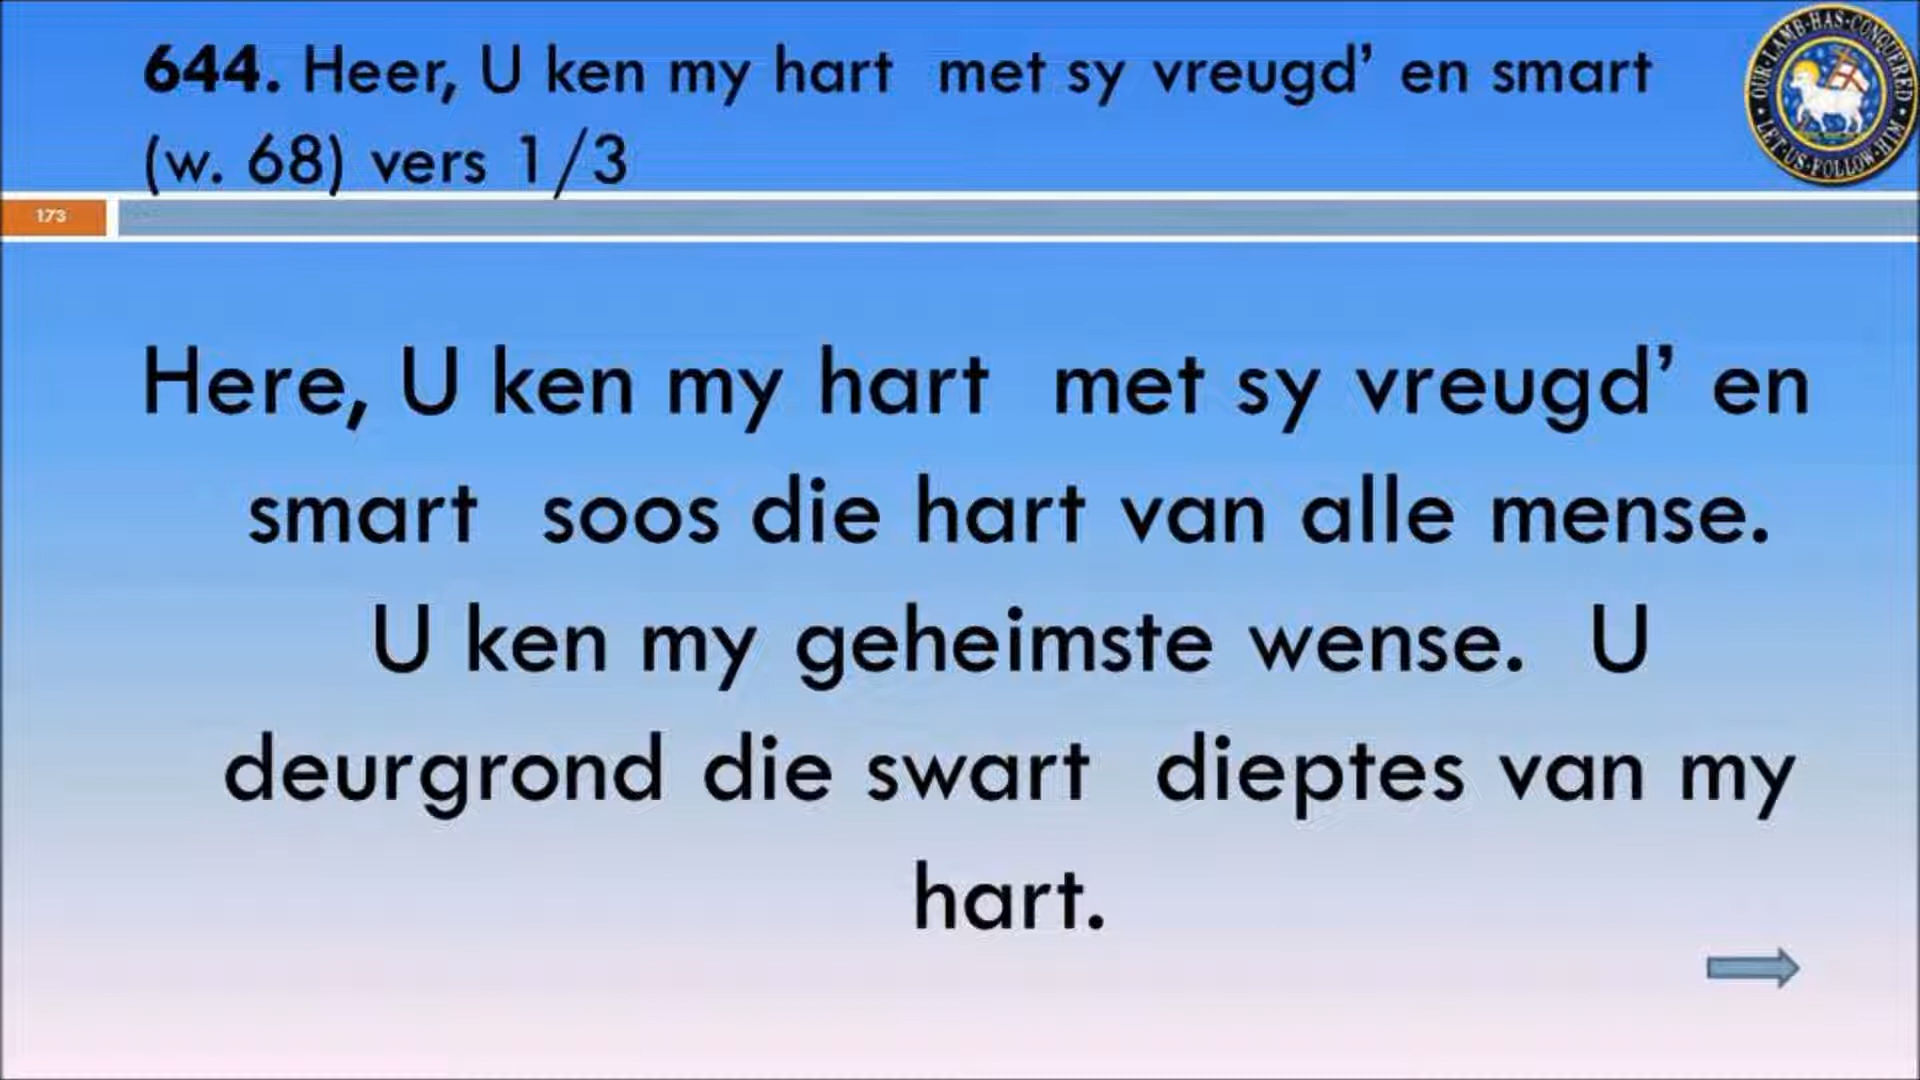 644. Heer, U ken my hart met sy vreugd’ en smart
(w. 68) vers 1/3
OUR·LAMB·HAS·CONQUERED·LET·US·FOLLOW·HIM
173
Here, U ken my hart met sy vreugd’ en
smart soos die hart van alle mense.
U ken my geheimste wense. U
deurgrond die swart dieptes van my
hart.